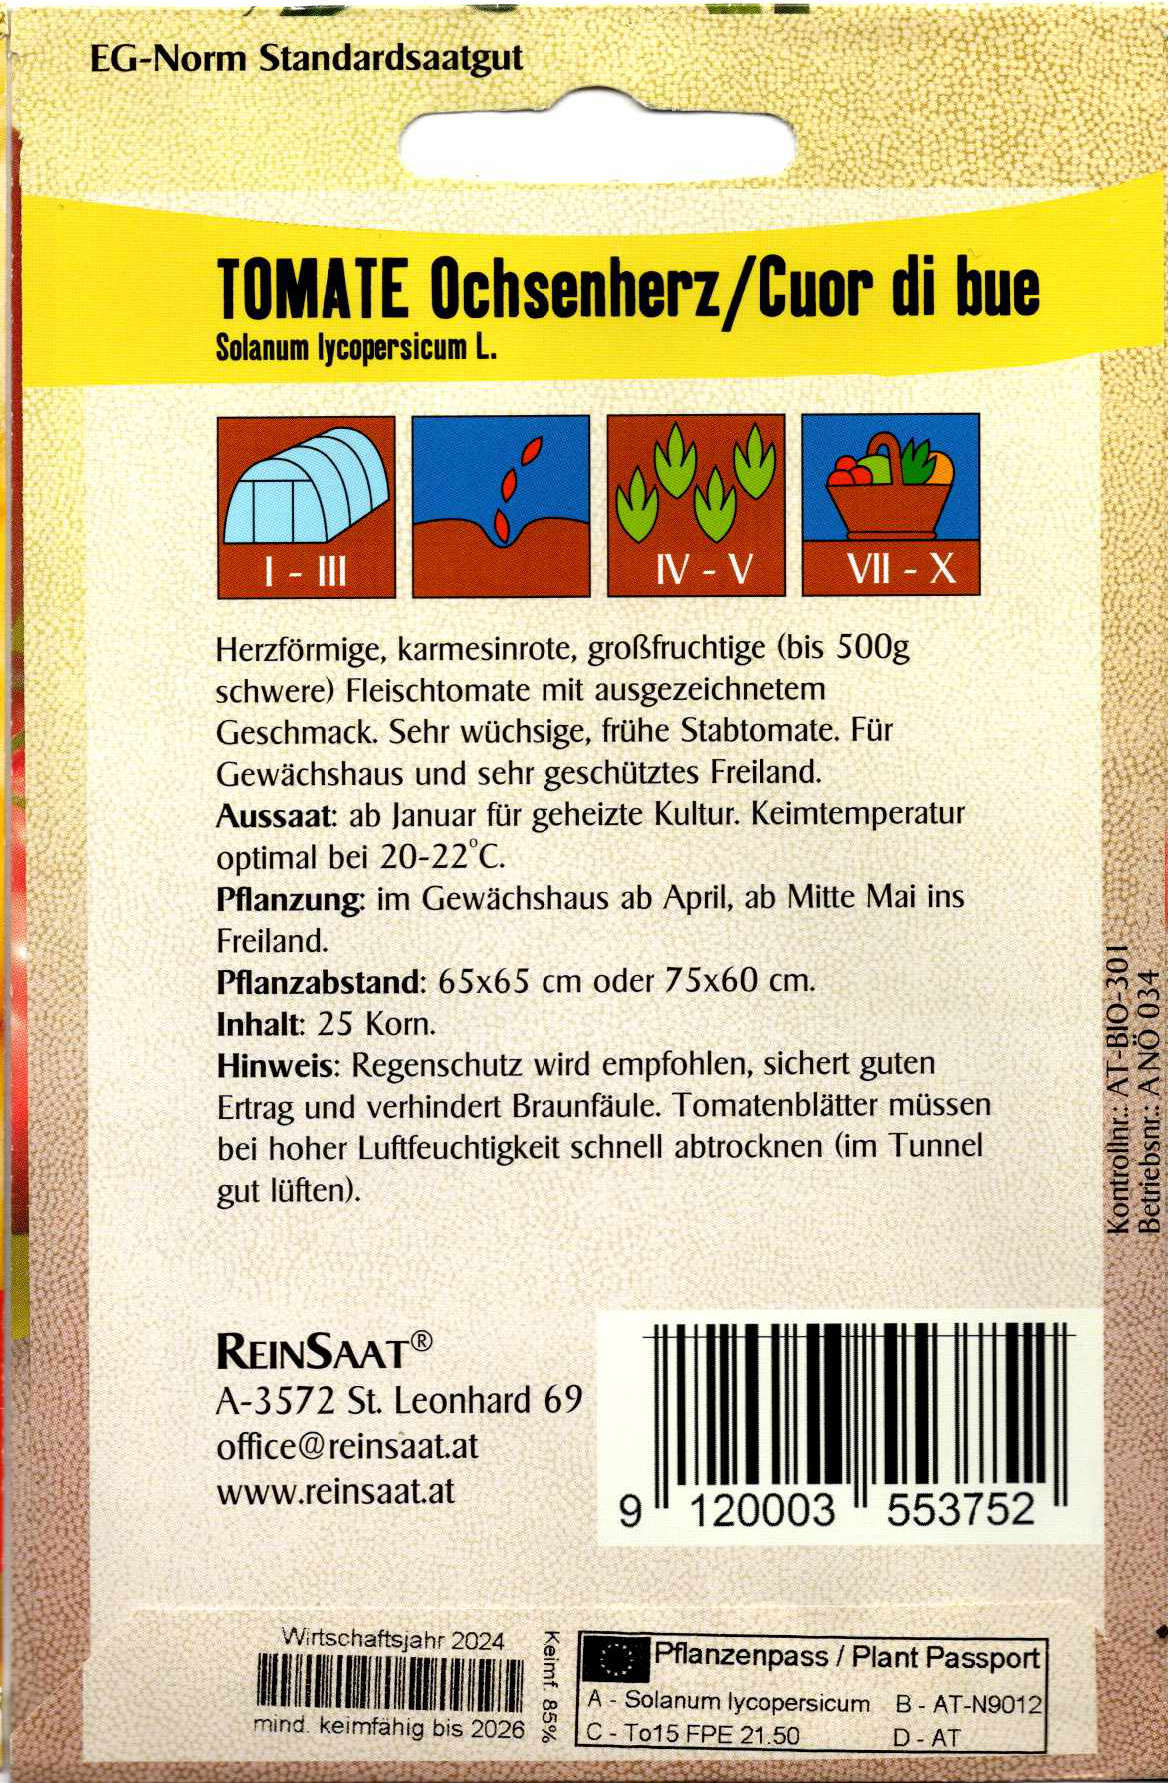 EG-Norm Standardsaatgut
TOMATE Ochsenherz/Cuor di bue
Solanum lycopersicum L.
I - III
IV - V
VII - X
Herzförmige, karmesinrote, großfruchtige (bis 500g
schwere) Fleischtomate mit ausgezeichnetem
Geschmack. Sehr wüchsige, frühe Stabtomate. Für
Gewächshaus und sehr geschütztes Freiland.
Aussaat: ab Januar für geheizte Kultur. Keimtemperatur
optimal bei 20-22°C.
Pflanzung: im Gewächshaus ab April, ab Mitte Mai ins
Freiland.
Pflanzabstand: 65x65 cm oder 75x60 cm.
Inhalt: 25 Korn.
Hinweis: Regenschutz wird empfohlen, sichert guten
Ertrag und verhindert Braunfäule. Tomatenblätter müssen
bei hoher Luftfeuchtigkeit schnell abtrocknen (im Tunnel
gut lüften).
Kontrollnr.: AT-BIO-301
Betriebsnr.: ANÖ 034
REINSAAT®
A-3572 St. Leonhard 69
office@reinsaat.at
www.reinsaat.at
9 120003 553752
Wirtschaftsjahr 2024
mind. keimfähig bis 2026
Keimf. 85%
Pflanzenpass / Plant Passport
A - Solanum lycopersicum B - AT-N9012
C - To15 FPE 21.50 D - AT